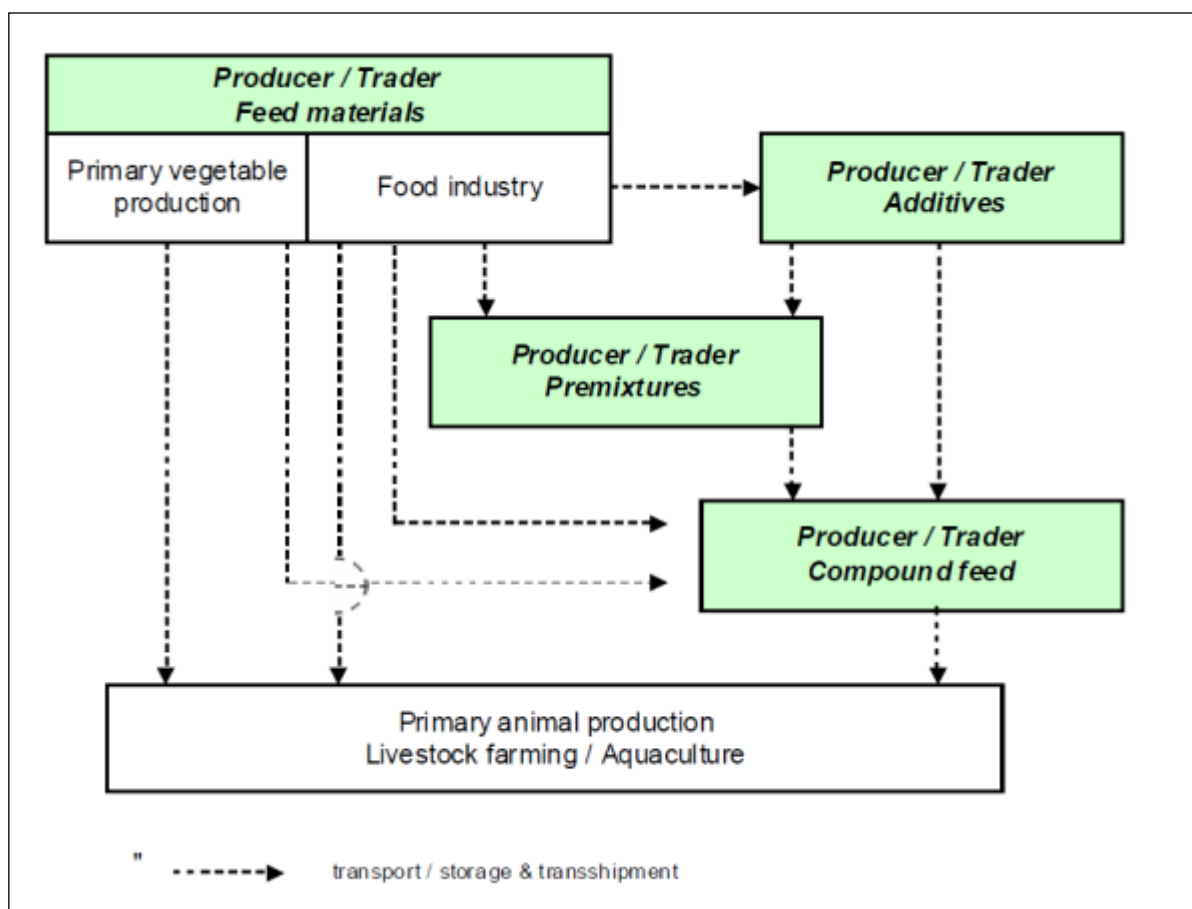 Producer / Trader
Feed materials
Primary vegetable
production
Food industry
Producer / Trader
Additives
Producer / Trader
Premixtures
Producer / Trader
Compound feed
Primary animal production
Livestock farming / Aquaculture
"
transport / storage & transshipment